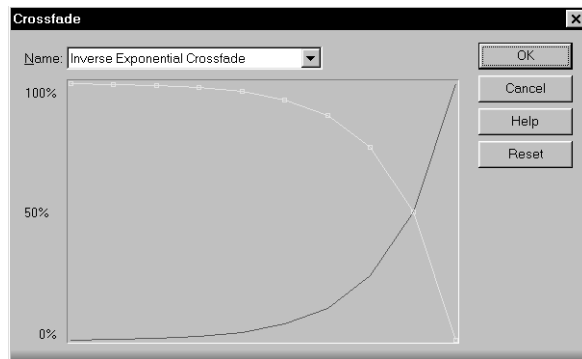 Crossfade
Name: Inverse Exponential Crossfade
OK
100%
Cancel
Help
Reset
50%
0%